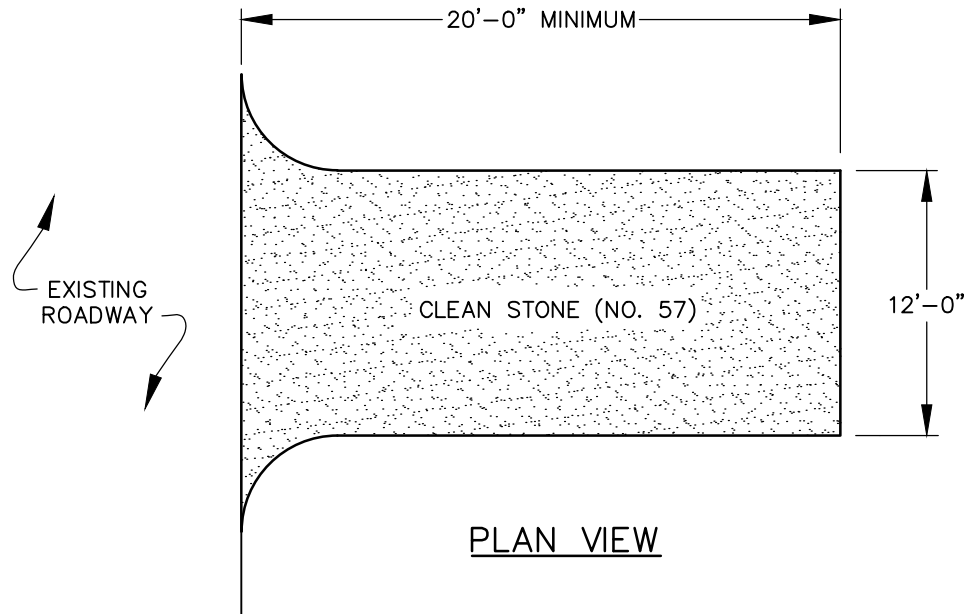 20'-0" MINIMUM
EXISTING
ROADWAY
CLEAN STONE (NO. 57)
12'-0"
PLAN VIEW